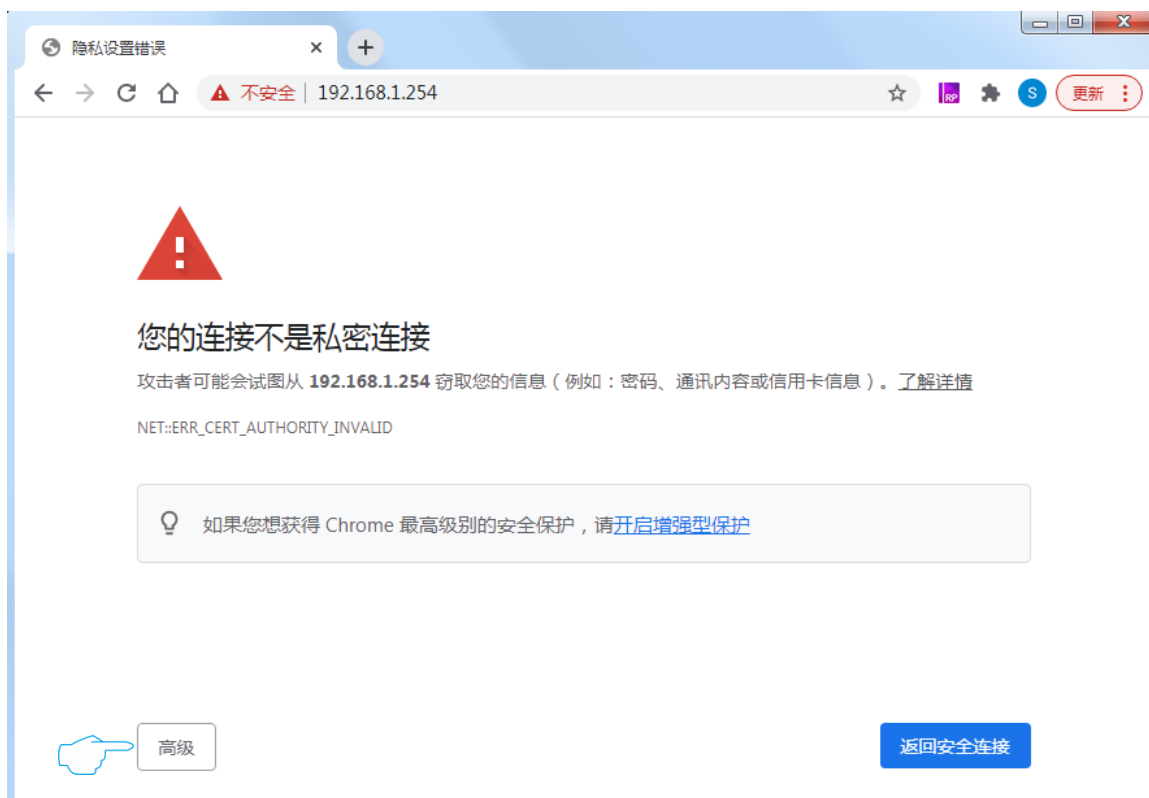 隐私设置错误
不安全 192.168.1.254
RP
S
更新
您的连接不是私密连接
攻击者可能会试图从 192.168.1.254 窃取您的信息（例如：密码、通讯内容或信用卡信息）。了解详情
NET::ERR_CERT_AUTHORITY_INVALID
如果您想获得 Chrome 最高级别的安全保护，请开启增强型保护
高级
返回安全连接